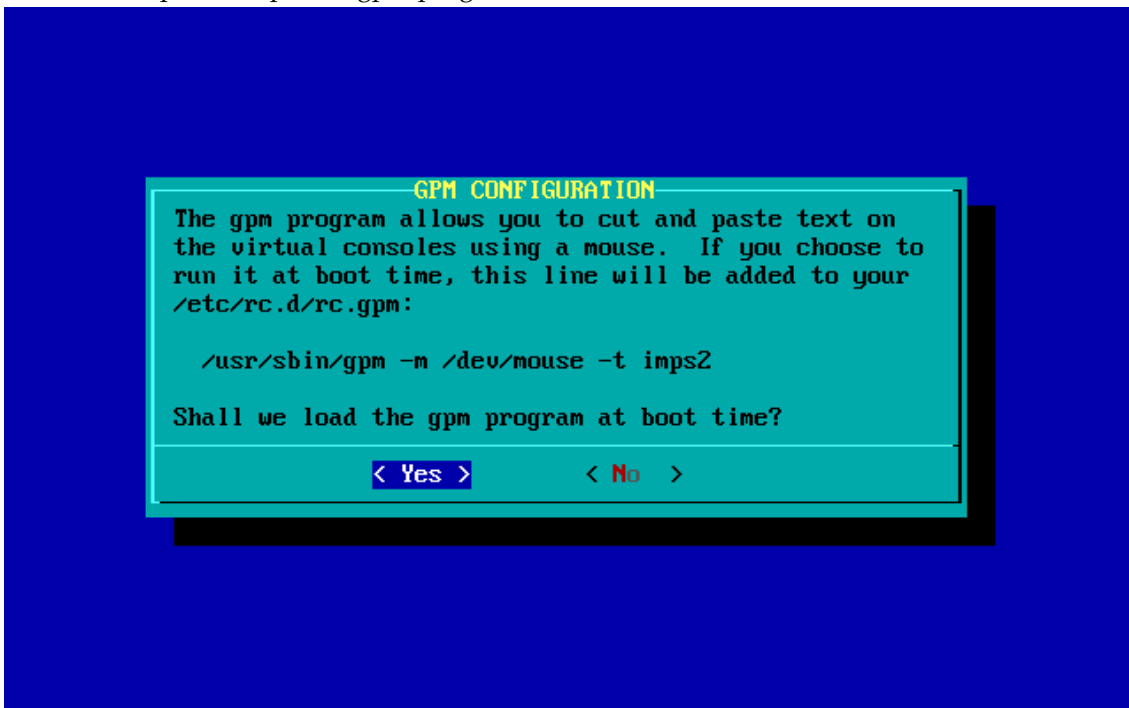 GPM CONFIGURATION
The gpm program allows you to cut and paste text on
the virtual consoles using a mouse.  If you choose to
run it at boot time, this line will be added to your
/etc/rc.d/rc.gpm:
/usr/sbin/gpm -m /dev/mouse -t imps2
Shall we load the gpm program at boot time?
< Yes > < No >